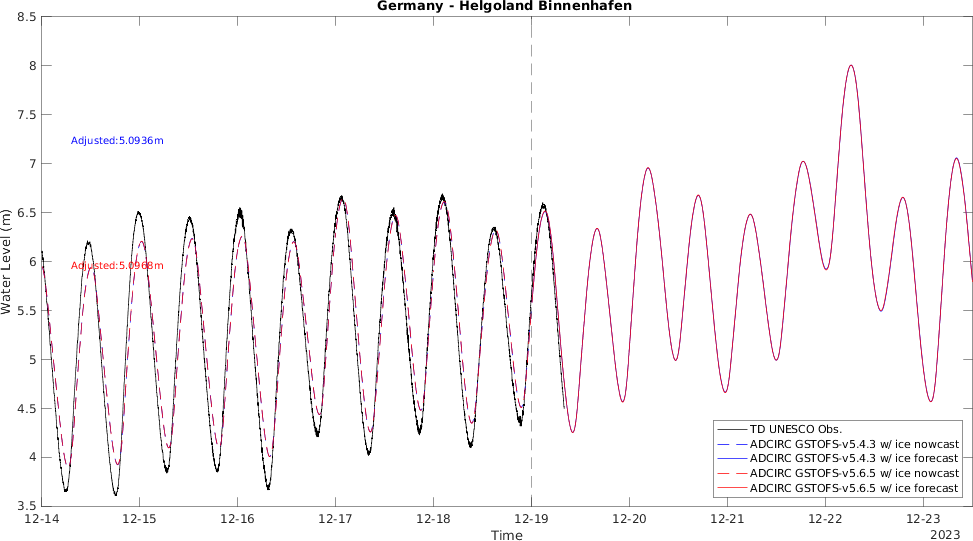 Germany - Helgoland Binnenhafen
8.5
8
7.5
7
6.5
6
5.5
5
4.5
4
3.5
Water Level (m)
Adjusted:5.0936m
Adjusted:5.0968m
TD UNESCO Obs.
ADCIRC GSTOFS-v5.4.3 w/ ice nowcast
ADCIRC GSTOFS-v5.4.3 w/ ice forecast
ADCIRC GSTOFS-v5.6.5 w/ ice nowcast
ADCIRC GSTOFS-v5.6.5 w/ ice forecast
12-14 12-15 12-16 12-17 12-18 12-19 12-20 12-21 12-22 12-23
Time
2023